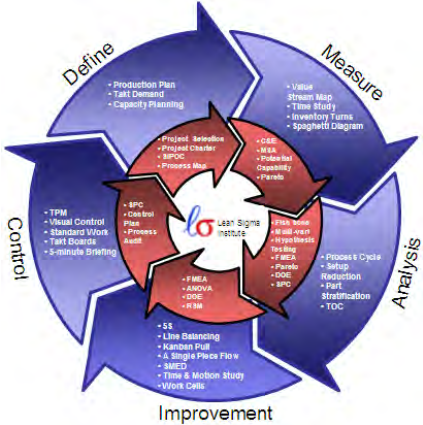 Define
• Production Plan
• Takt Demand
• Capacity Planning
Measure
• Value
Stream Map
• Time Study
• Inventory Turns
• Spaghetti Diagram
Analysis
• Process Cycle
• Setup
Reduction
• Part
Stratification
• TOC
Improvement
• 5S
• Line Balancing
• Kanban Pull
• A Single Piece Flow
• SMED
• Time & Motion Study
• Work Cells
Control
• TPM
• Visual Control
• Standard Work
• Takt Boards
• 5-minute Briefing
• Project Selection
• Project Charter
• SIPOC
• Process Map
• C&E
• MSA
• Potential
Capability
• Pareto
• Fish bone
• Multi-vari
• Hypothesis
Testing
• FMEA
• Pareto
• DOE
• SPC
• FMEA
• ANOVA
• DOE
• RSM
• SPC
• Control
Plan
• Process
Audit
lσ Lean Sigma
Institute